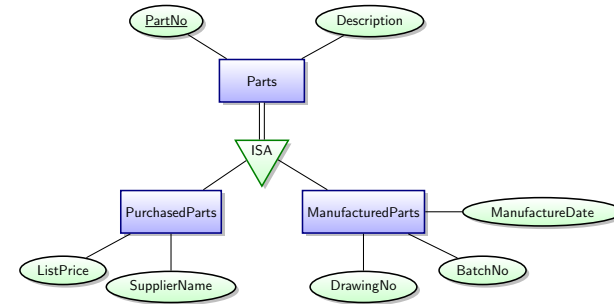 PartNo
Description
Parts
ISA
PurchasedParts
ManufacturedParts
ManufactureDate
ListPrice
SupplierName
DrawingNo
BatchNo